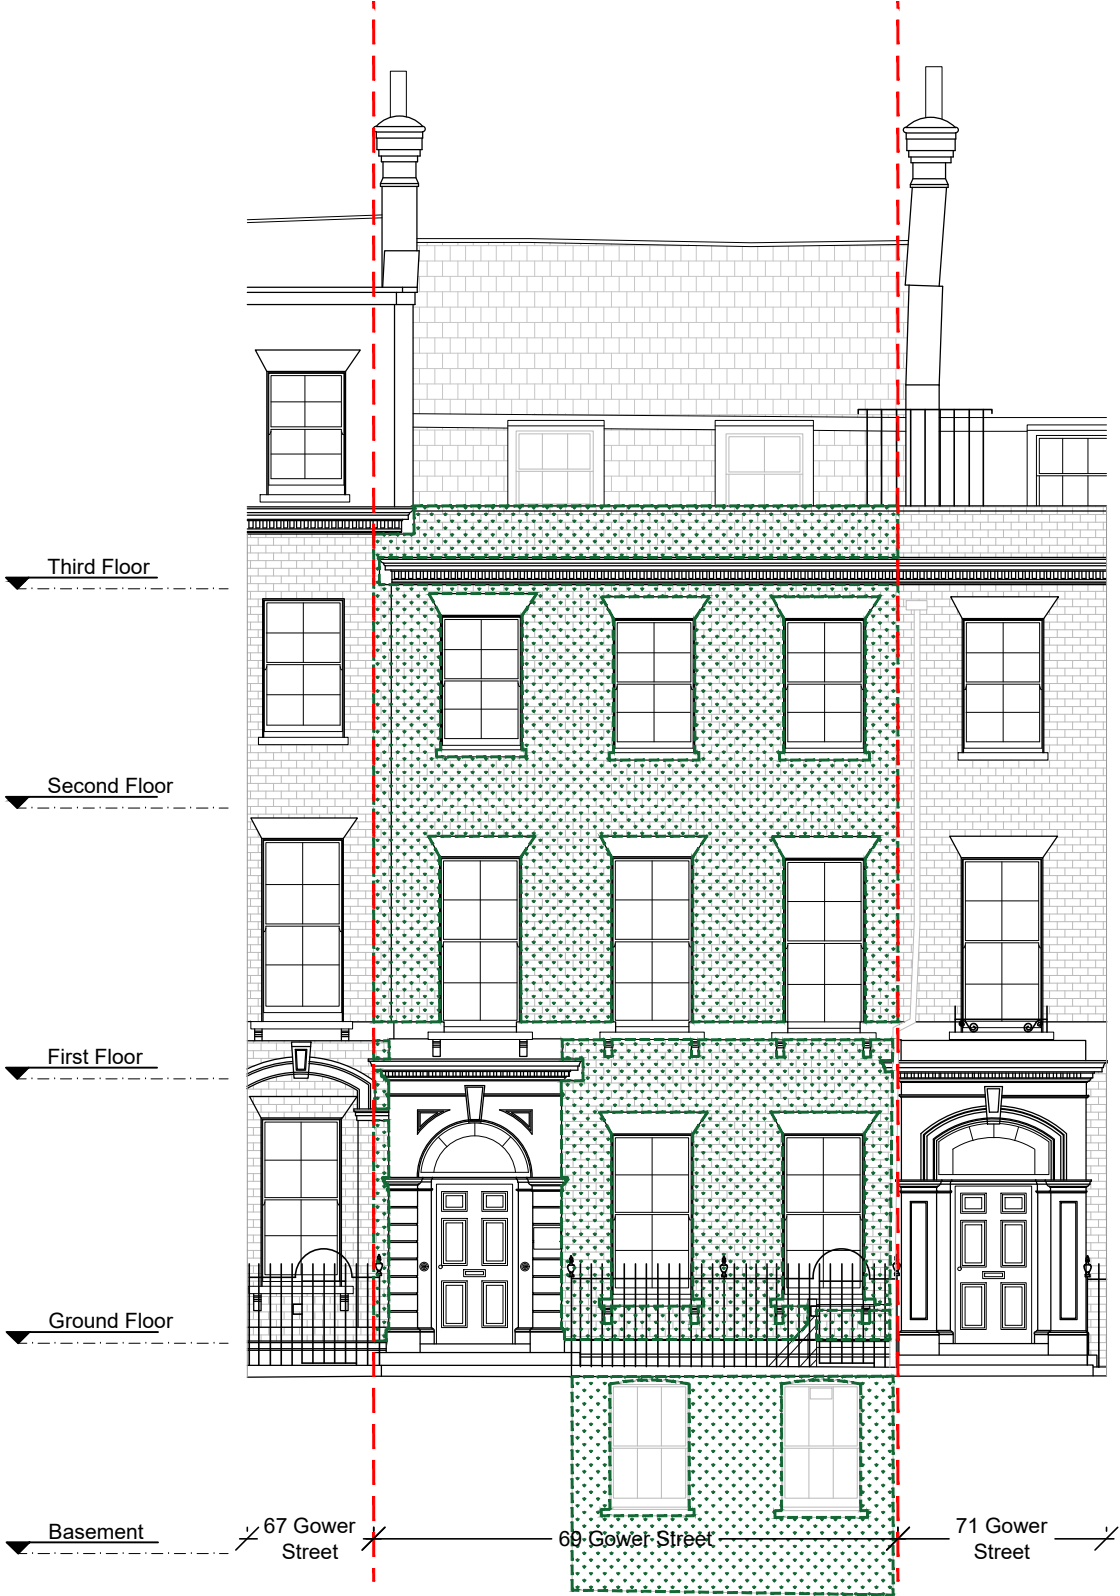 Third Floor
Second Floor
First Floor
Ground Floor
Basement
67 Gower
Street
69 Gower Street
71 Gower
Street